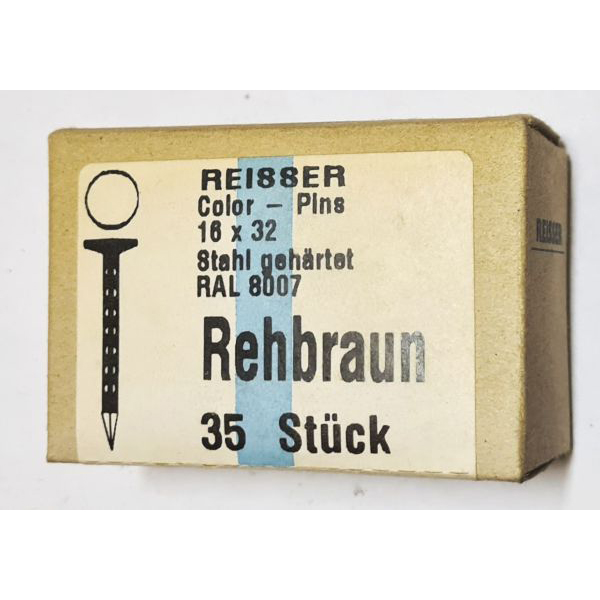 REISSER
Color - Pins
16 x 32
Stahl gehärtet
RAL 8007
Rehbraun
35 Stück
REISSER